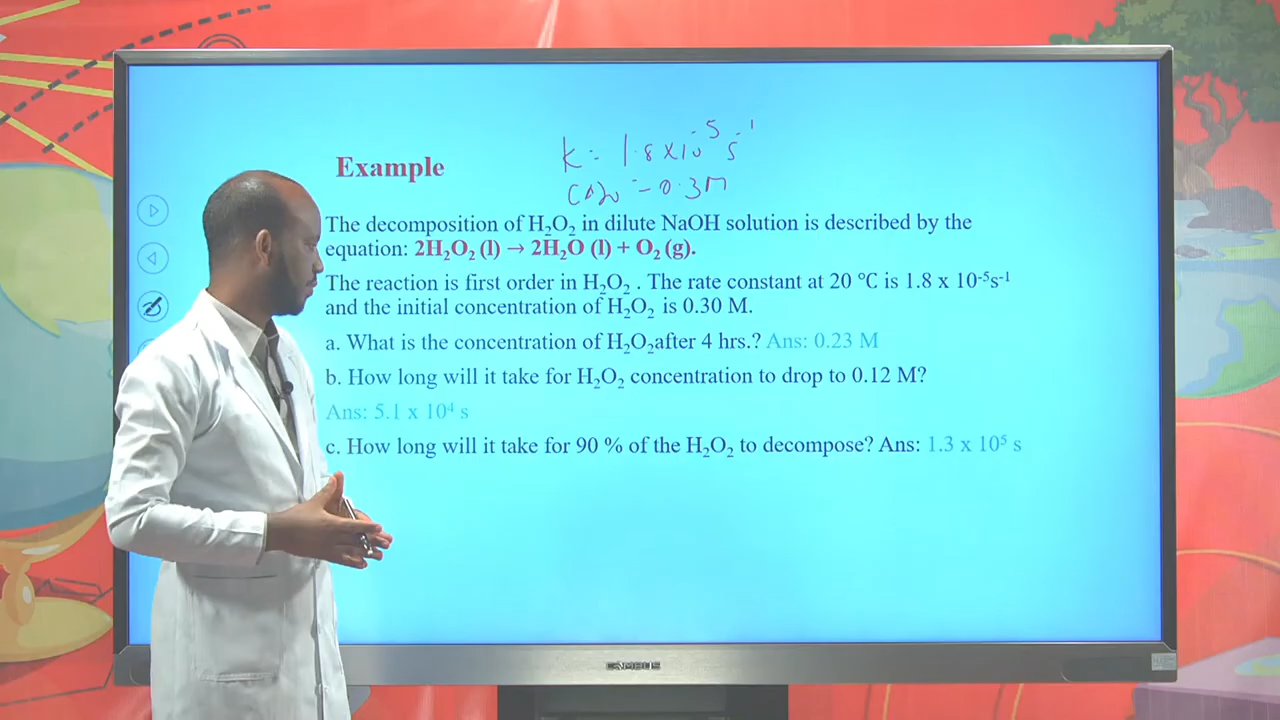 k = 1.8 x 10⁻⁵ s⁻¹
Example
[A]₀ = 0.3M
The decomposition of H₂O₂ in dilute NaOH solution is described by the
equation: 2H₂O₂ (l) → 2H₂O (l) + O₂ (g).
The reaction is first order in H₂O₂ . The rate constant at 20 °C is 1.8 x 10⁻⁵s⁻¹
and the initial concentration of H₂O₂ is 0.30 M.
a. What is the concentration of H₂O₂after 4 hrs.? Ans: 0.23 M
b. How long will it take for H₂O₂ concentration to drop to 0.12 M?
Ans: 5.1 x 10⁴ s
c. How long will it take for 90 % of the H₂O₂ to decompose? Ans: 1.3 x 10⁵ s